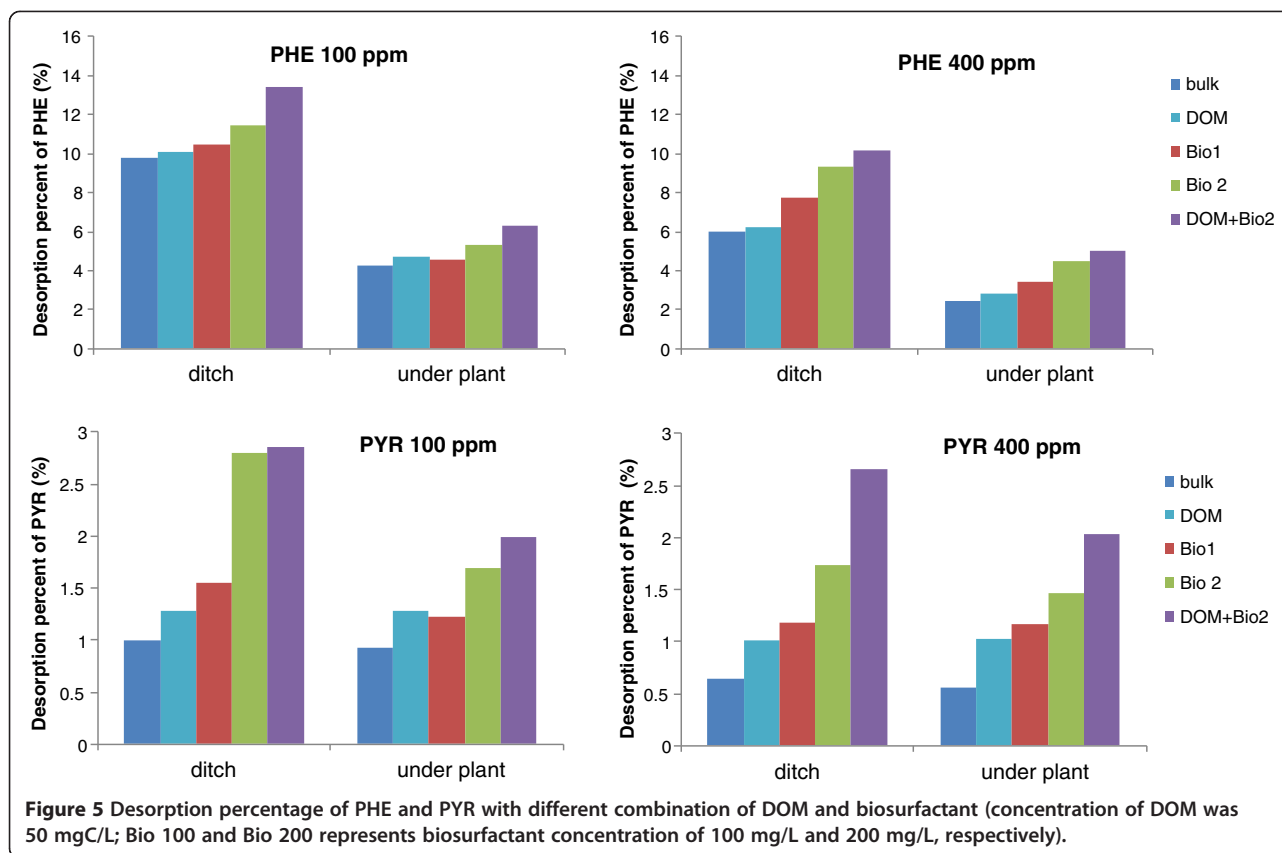 PHE 100 ppm
Desorption percent of PHE (%)
16
14
12
10
8
6
4
2
0
ditch
under plant
PHE 400 ppm
Desorption percent of PHE (%)
16
14
12
10
8
6
4
2
0
ditch
under plant
bulk
DOM
Bio1
Bio 2
DOM+Bio2
PYR 100 ppm
Desorption percent of PYR (%)
3
2.5
2
1.5
1
0.5
0
ditch
under plant
PYR 400 ppm
Desorption percent of PYR (%)
3
2.5
2
1.5
1
0.5
0
ditch
under plant
bulk
DOM
Bio1
Bio 2
DOM+Bio2
Figure 5 Desorption percentage of PHE and PYR with different combination of DOM and biosurfactant (concentration of DOM was
50 mgC/L; Bio 100 and Bio 200 represents biosurfactant concentration of 100 mg/L and 200 mg/L, respectively).